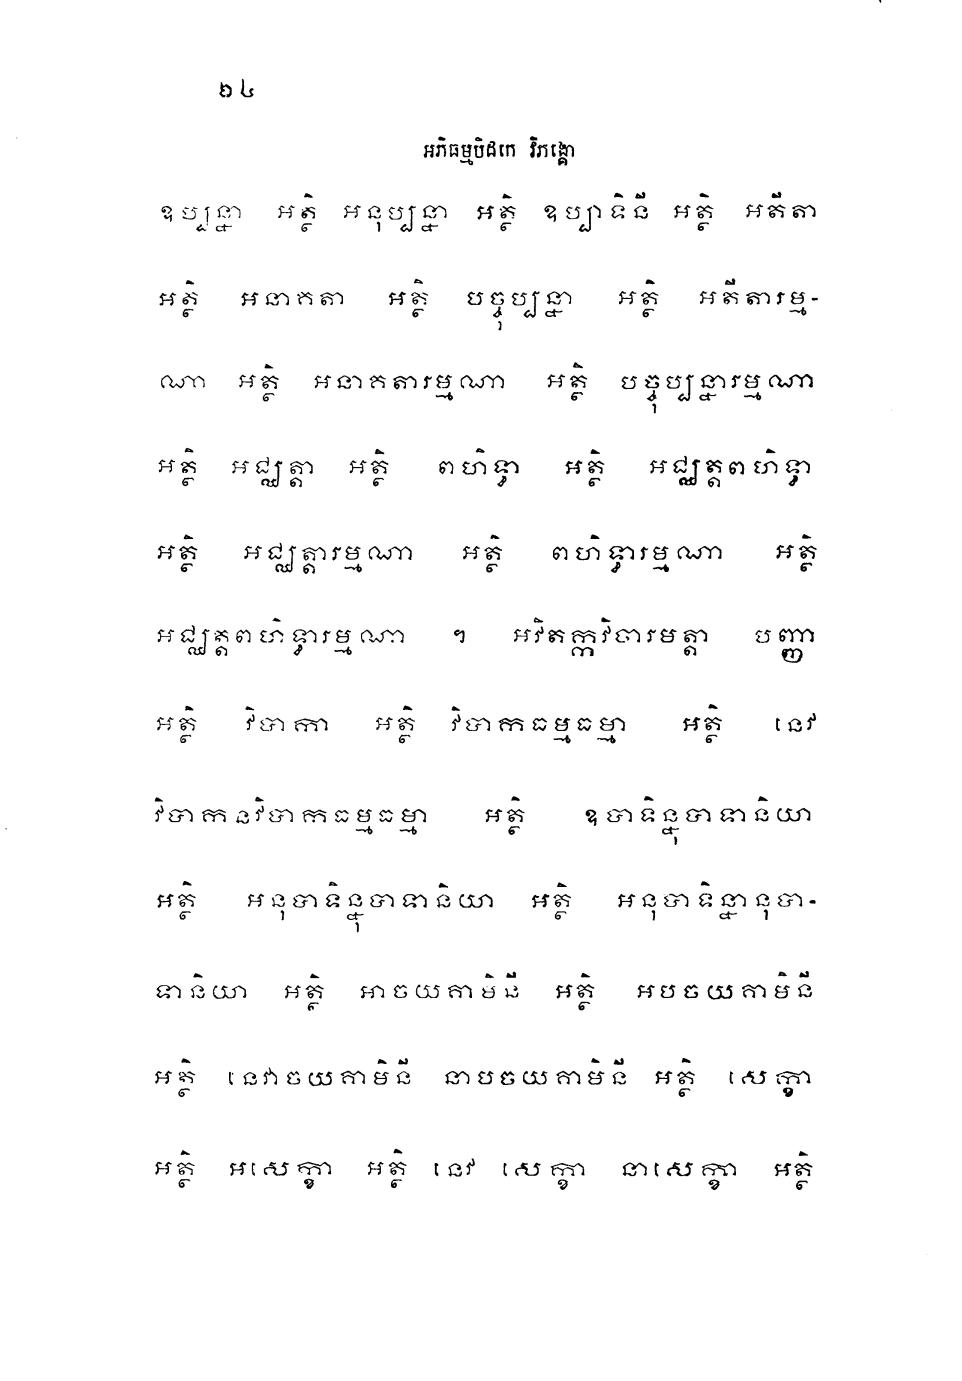 ៦៤
អភិធម្មបិដកេ វិភង្គោ
ឧប្បន្នា អត្ថិ អនុប្បន្នា អត្ថិ ឧប្បាទិនី អត្ថិ អតីតា
អត្ថិ អនាគតា អត្ថិ បច្ចុប្បន្នា អត្ថិ អតីតារម្ម-
ណា អត្ថិ អនាគតារម្មណា អត្ថិ បច្ចុប្បន្នារម្មណា
អត្ថិ អជ្ឈត្តា អត្ថិ ពហិទ្ធា អត្ថិ អជ្ឈត្តពហិទ្ធា
អត្ថិ អជ្ឈត្តារម្មណា អត្ថិ ពហិទ្ធារម្មណា អត្ថិ
អជ្ឈត្តពហិទ្ធារម្មណា ។ អវិតក្កវិចារមត្តា បញ្ញា
អត្ថិ វិបាកា អត្ថិ វិបាកធម្មធម្មា អត្ថិ នេវ
វិបាកនវិបាកធម្មធម្មា អត្ថិ ឧបាទិន្នុបាទានិយា
អត្ថិ អនុបាទិន្នុបាទានិយា អត្ថិ អនុបាទិន្នានុបា-
ទានិយា អត្ថិ អាចយគាមិនី អត្ថិ អបចយគាមិនី
អត្ថិ នេវាចយគាមិនី នាបចយគាមិនី អត្ថិ សេក្ខា
អត្ថិ អសេក្ខា អត្ថិ នេវ សេក្ខា នាសេក្ខា អត្ថិ